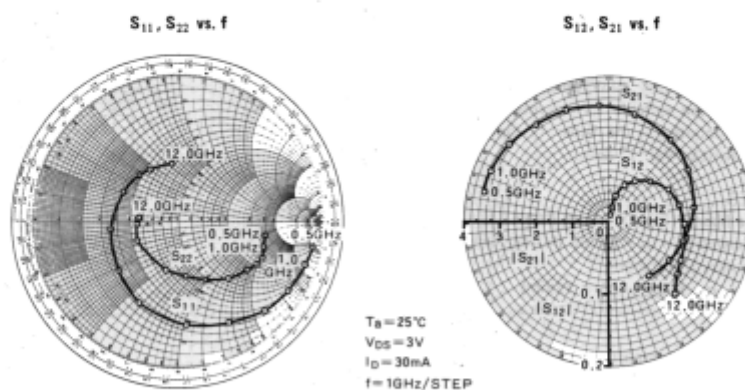 S₁₁, S₂₂ vs. f
12.0GHz
12.0GHz
0.5GHz
0.5GHz
1.0GHz
1.0
GHz
S₂₂
S₁₁
S₁₂, S₂₁ vs. f
S₂₁
S₁₂
1.0GHz
0.5GHz
1.0GHz
0.5GHz
4 3 2 1 0
|S₂₁|
12.0GHz
0.1
|S₁₂|
12.0GHz
0.2
Ta=25℃
VDS=3V
ID=30mA
f=1GHz/STEP